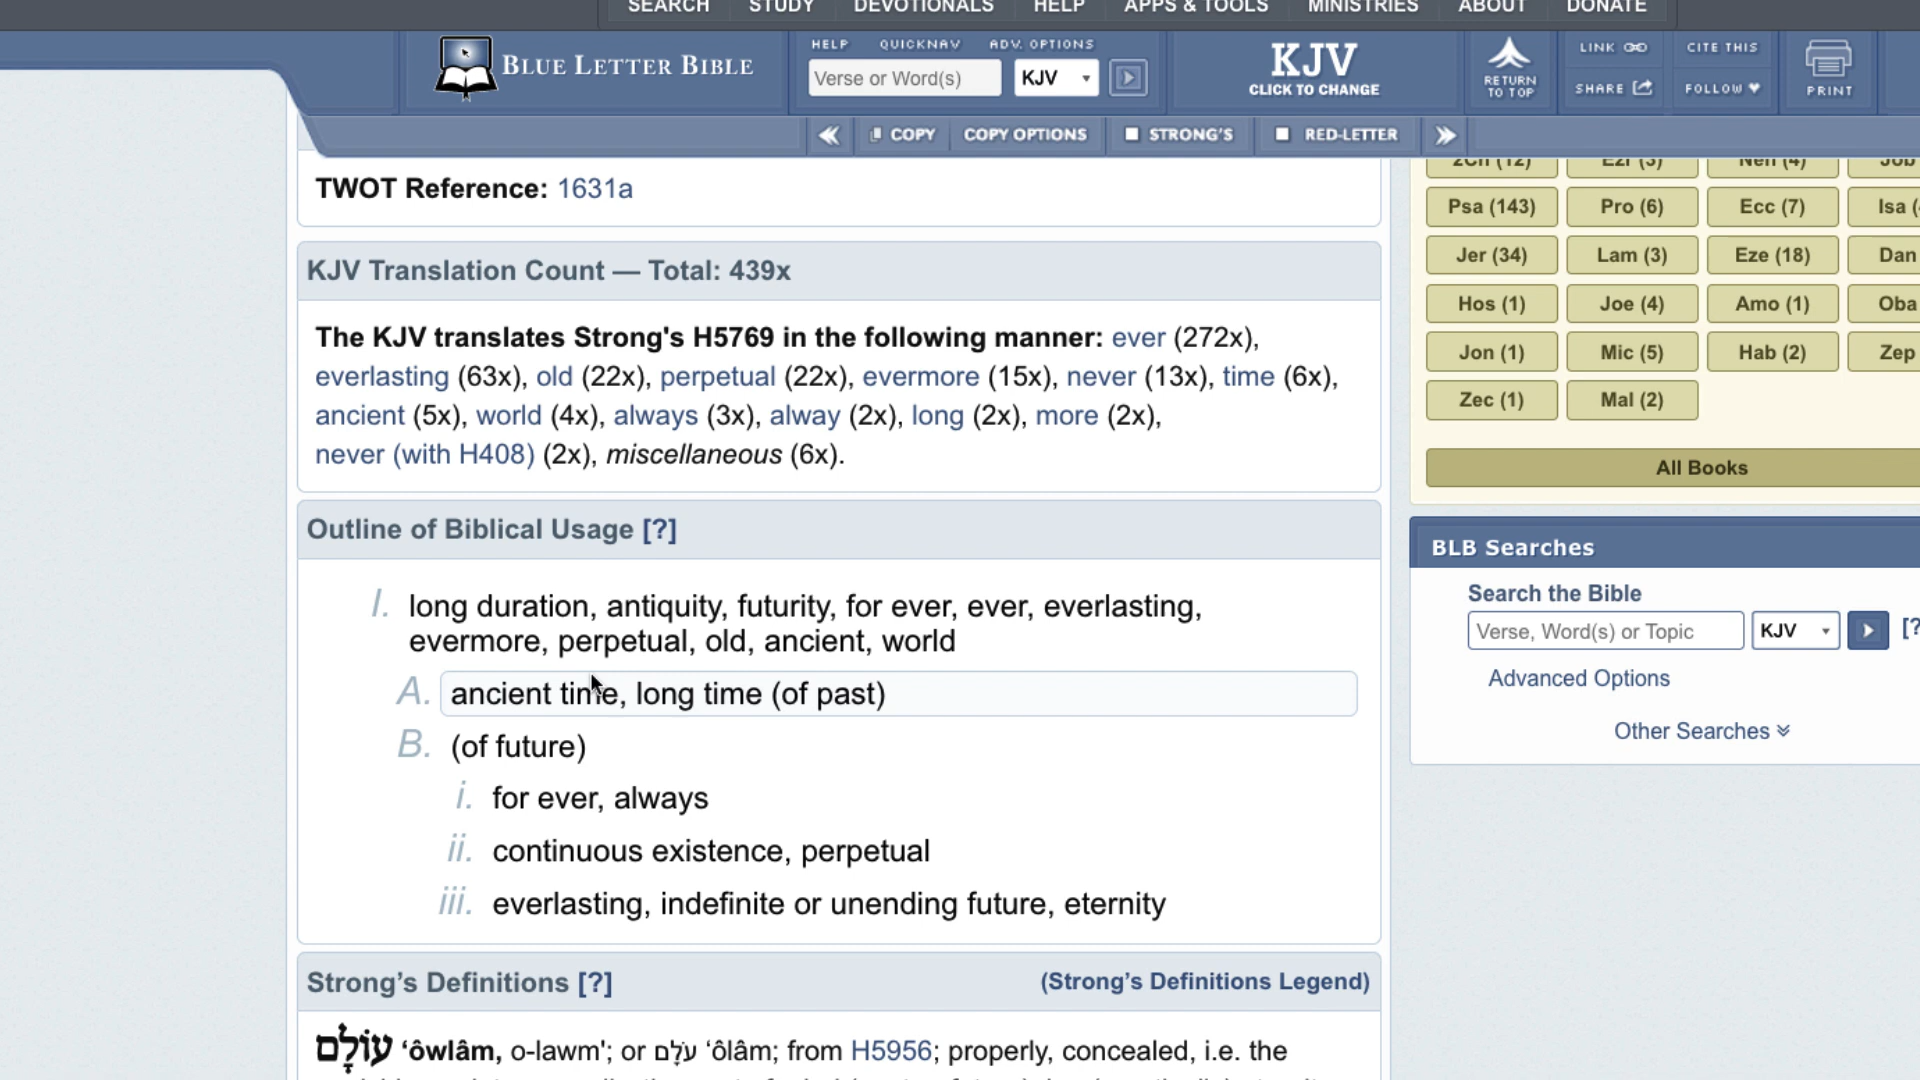 SEARCH STUDY DEVOTIONALS HELP APPS & TOOLS MINISTRIES ABOUT DONATE
BLUE LETTER BIBLE
HELP QUICKNAV ADV. OPTIONS
Verse or Word(s) KJV
KJV
CLICK TO CHANGE
RETURN
TO TOP
LINK
SHARE
CITE THIS
FOLLOW
PRINT
COPY COPY OPTIONS STRONG'S RED-LETTER
TWOT Reference: 1631a
KJV Translation Count — Total: 439x
The KJV translates Strong's H5769 in the following manner: ever (272x),
everlasting (63x), old (22x), perpetual (22x), evermore (15x), never (13x), time (6x),
ancient (5x), world (4x), always (3x), alway (2x), long (2x), more (2x),
never (with H408) (2x), miscellaneous (6x).
Outline of Biblical Usage [?]
I. long duration, antiquity, futurity, for ever, ever, everlasting,
evermore, perpetual, old, ancient, world
A. ancient time, long time (of past)
B. (of future)
i. for ever, always
ii. continuous existence, perpetual
iii. everlasting, indefinite or unending future, eternity
Strong’s Definitions [?] (Strong’s Definitions Legend)
עוֹלָם ʻôwlâm, o-lawm'; or עֹלָם ʻôlâm; from H5956; properly, concealed, i.e. the
2Ch (12) Ezr (3) Neh (4) Job
Psa (143) Pro (6) Ecc (7) Isa (
Jer (34) Lam (3) Eze (18) Dan
Hos (1) Joe (4) Amo (1) Oba
Jon (1) Mic (5) Hab (2) Zep
Zec (1) Mal (2)
All Books
BLB Searches
Search the Bible
Verse, Word(s) or Topic KJV [?
Advanced Options
Other Searches